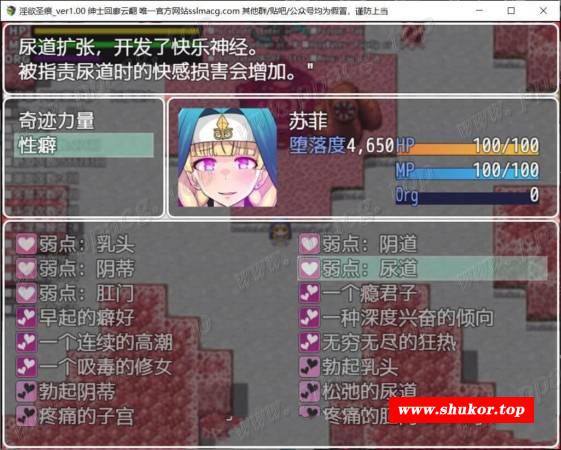 淫欲圣痕_ver1.00 绅士回廊云翻 唯一官方网站sslmacg.com 其他群/贴吧/公众号均为假冒，谨防上当
尿道扩张，开发了快乐神经。
被指责尿道时的快感损害会增加。"
奇迹力量
性癖
苏菲
堕落度4,650
HP 100/100
MP 100/100
Org 0
弱点：乳头
弱点：阴道
弱点：阴蒂
弱点：尿道
弱点：肛门
一个瘾君子
早起的癖好
一种深度兴奋的倾向
一个连续的高潮
无穷无尽的狂热
一个吸毒的修女
勃起乳头
勃起阴蒂
松弛的尿道
疼痛的子宫
疼痛的肛门
www.shukor.top